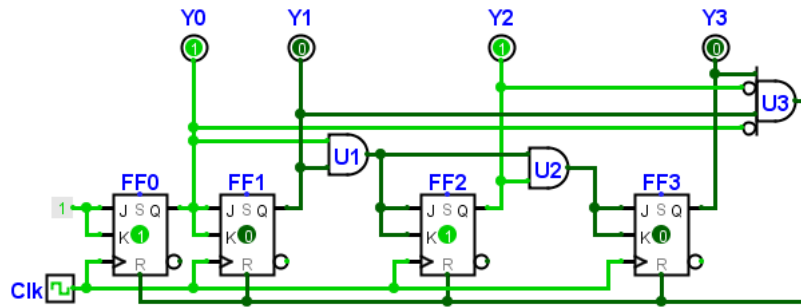 Y0 Y1 Y2 Y3
1 0 1 0
U3
U1 U2
FF0 FF1 FF2 FF3
1 J S Q J S Q J S Q J S Q
K 1 K 0 K 1 K 0
R R R R
Clk